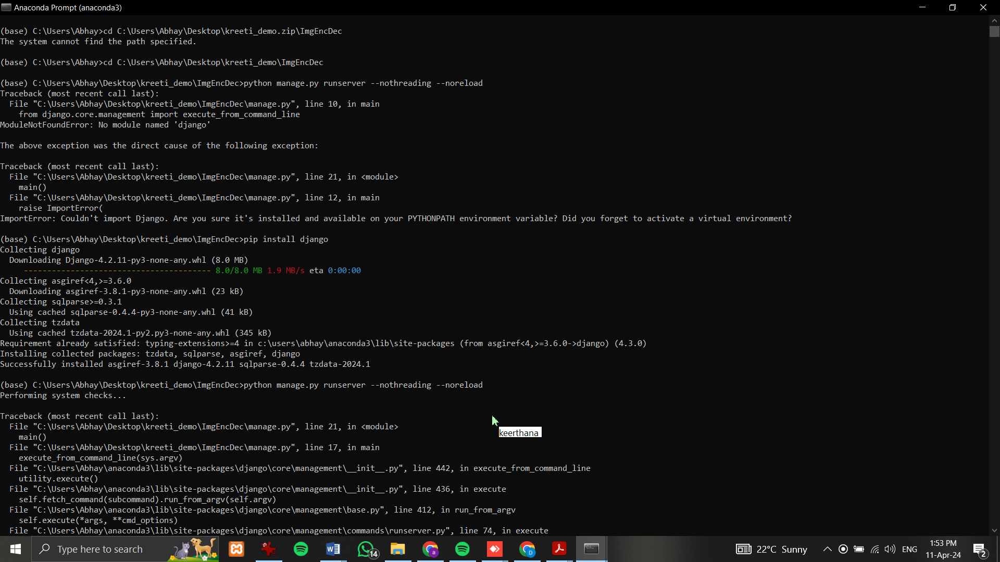 Anaconda Prompt (anaconda3)
(base) C:\Users\Abhay>cd C:\Users\Abhay\Desktop\kreeti_demo.zip\ImgEncDec
The system cannot find the path specified.
(base) C:\Users\Abhay>cd C:\Users\Abhay\Desktop\kreeti_demo\ImgEncDec
(base) C:\Users\Abhay\Desktop\kreeti_demo\ImgEncDec>python manage.py runserver --nothreading --noreload
Traceback (most recent call last):
  File "C:\Users\Abhay\Desktop\kreeti_demo\ImgEncDec\manage.py", line 10, in main
    from django.core.management import execute_from_command_line
ModuleNotFoundError: No module named 'django'
The above exception was the direct cause of the following exception:
Traceback (most recent call last):
  File "C:\Users\Abhay\Desktop\kreeti_demo\ImgEncDec\manage.py", line 21, in <module>
    main()
  File "C:\Users\Abhay\Desktop\kreeti_demo\ImgEncDec\manage.py", line 12, in main
    raise ImportError(
ImportError: Couldn't import Django. Are you sure it's installed and available on your PYTHONPATH environment variable? Did you forget to activate a virtual environment?
(base) C:\Users\Abhay\Desktop\kreeti_demo\ImgEncDec>pip install django
Collecting django
  Downloading Django-4.2.11-py3-none-any.whl (8.0 MB)
     ---------------------------------------- 8.0/8.0 MB 1.9 MB/s eta 0:00:00
Collecting asgiref<4,>=3.6.0
  Downloading asgiref-3.8.1-py3-none-any.whl (23 kB)
Collecting sqlparse>=0.3.1
  Using cached sqlparse-0.4.4-py3-none-any.whl (41 kB)
Collecting tzdata
  Using cached tzdata-2024.1-py2.py3-none-any.whl (345 kB)
Requirement already satisfied: typing-extensions>=4 in c:\users\abhay\anaconda3\lib\site-packages (from asgiref<4,>=3.6.0->django) (4.3.0)
Installing collected packages: tzdata, sqlparse, asgiref, django
Successfully installed asgiref-3.8.1 django-4.2.11 sqlparse-0.4.4 tzdata-2024.1
(base) C:\Users\Abhay\Desktop\kreeti_demo\ImgEncDec>python manage.py runserver --nothreading --noreload
Performing system checks...
Traceback (most recent call last):
  File "C:\Users\Abhay\Desktop\kreeti_demo\ImgEncDec\manage.py", line 21, in <module>
    main()
keerthana
  File "C:\Users\Abhay\Desktop\kreeti_demo\ImgEncDec\manage.py", line 17, in main
    execute_from_command_line(sys.argv)
  File "C:\Users\Abhay\anaconda3\lib\site-packages\django\core\management\__init__.py", line 442, in execute_from_command_line
    utility.execute()
  File "C:\Users\Abhay\anaconda3\lib\site-packages\django\core\management\__init__.py", line 436, in execute
    self.fetch_command(subcommand).run_from_argv(self.argv)
  File "C:\Users\Abhay\anaconda3\lib\site-packages\django\core\management\base.py", line 412, in run_from_argv
    self.execute(*args, **cmd_options)
  File "C:\Users\Abhay\anaconda3\lib\site-packages\django\core\management\commands\runserver.py", line 74, in execute
Type here to search
14
22°C Sunny
ENG
1:53 PM
11-Apr-24
2